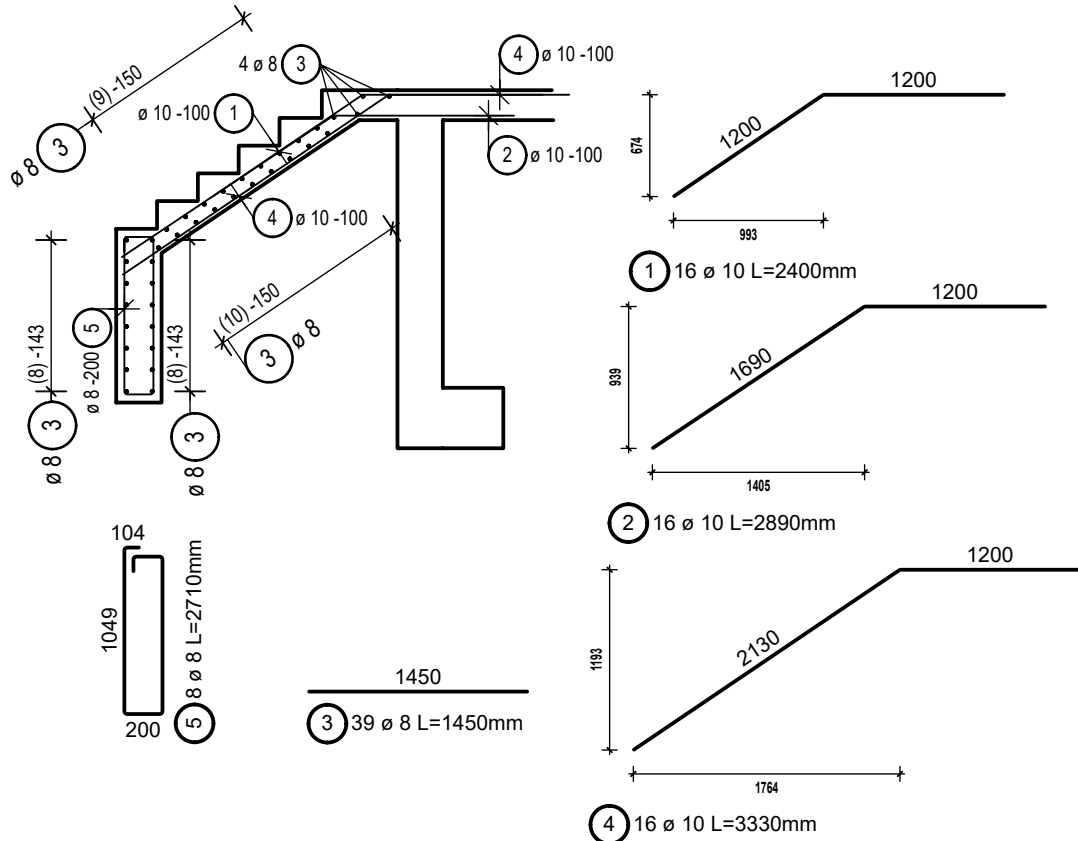 (9) -150
ø 8 3
4 ø 8 3
4 ø 10 -100
ø 10 -100 1
2 ø 10 -100
4 ø 10 -100
(10) -150
3 ø 8
(8) -143
ø 8 3
ø 8 -200 5
(8) -143
ø 8 3
1200
1200
674
993
1 16 ø 10 L=2400mm
1200
1690
939
1405
2 16 ø 10 L=2890mm
104
1049
200
5 8 ø 8 L=2710mm
1450
3 39 ø 8 L=1450mm
1200
2130
1193
1764
4 16 ø 10 L=3330mm